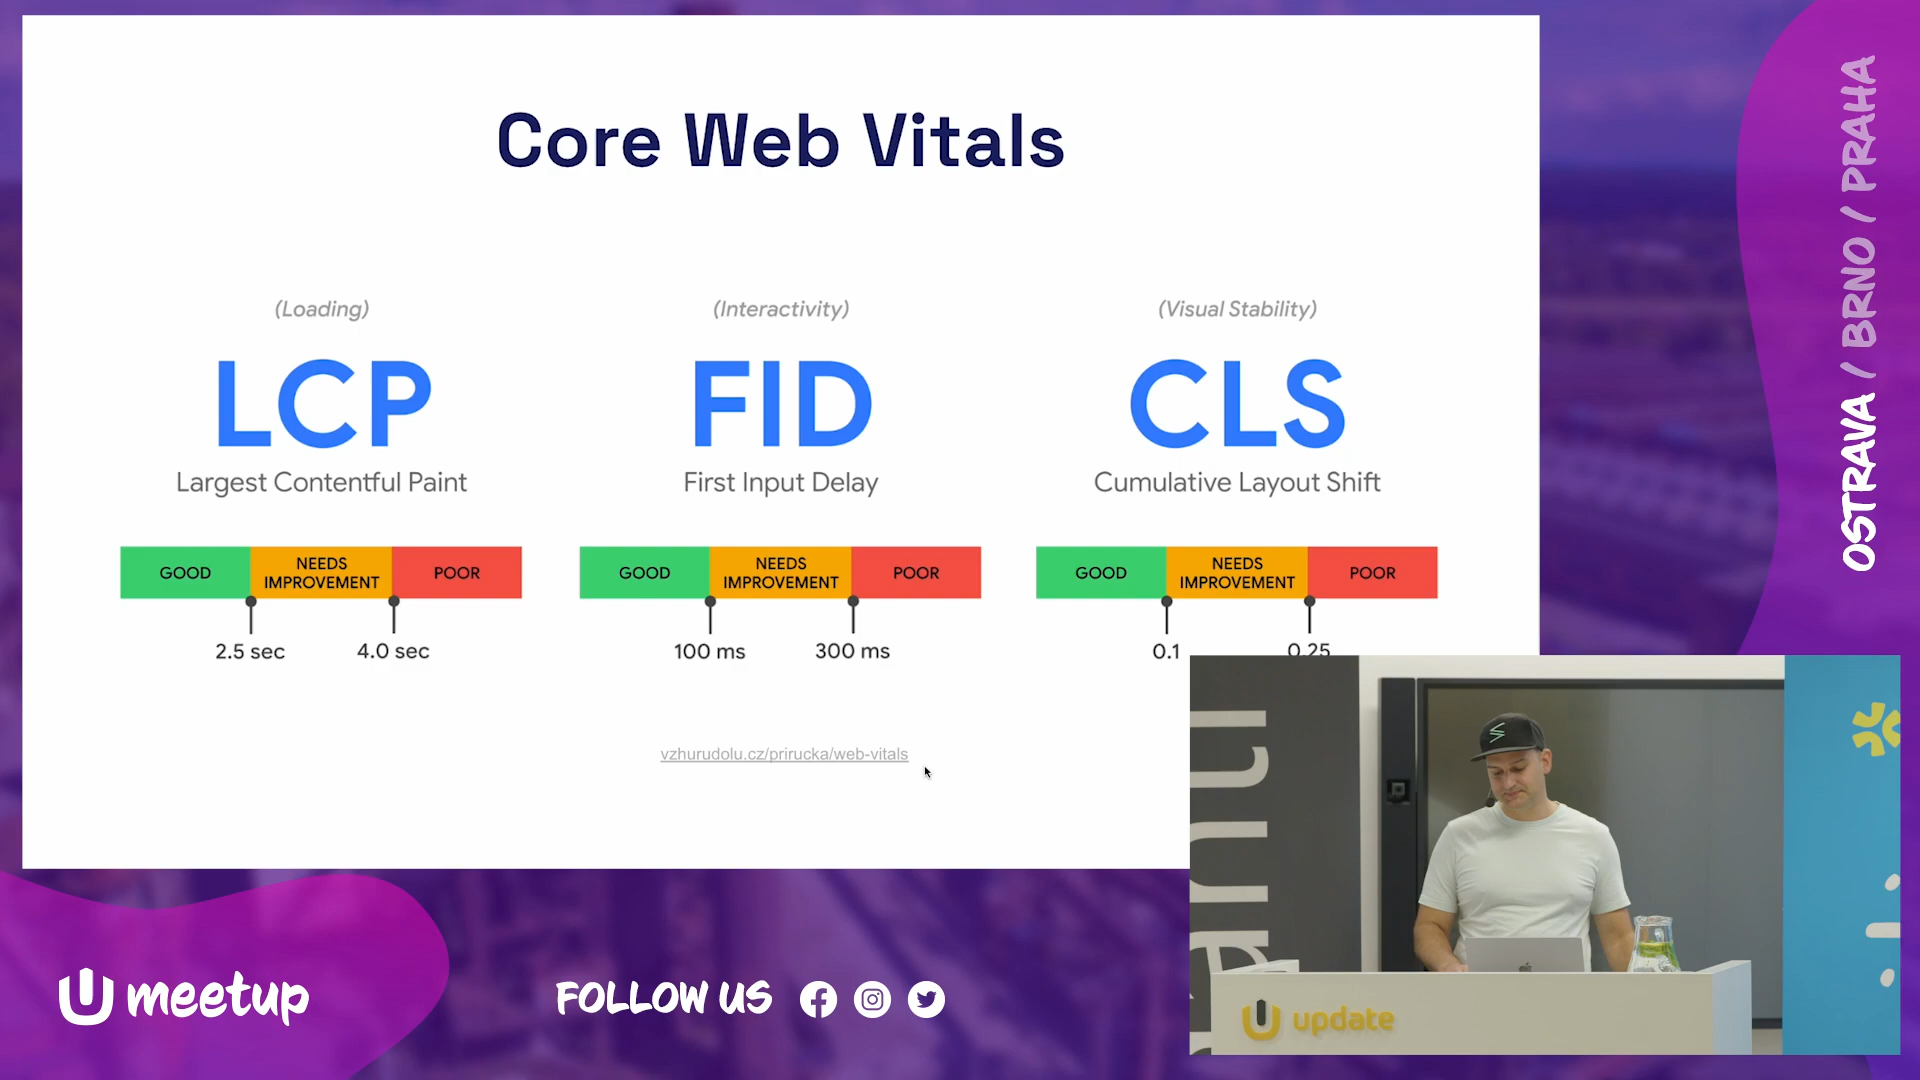 Core Web Vitals
(Loading)
LCP
Largest Contentful Paint
GOOD
NEEDS
IMPROVEMENT
POOR
2.5 sec
4.0 sec
(Interactivity)
FID
First Input Delay
GOOD
NEEDS
IMPROVEMENT
POOR
100 ms
300 ms
(Visual Stability)
CLS
Cumulative Layout Shift
GOOD
NEEDS
IMPROVEMENT
POOR
0.1
0.25
vzhurudolu.cz/prirucka/web-vitals
OSTRAVA / BRNO / PRAHA
meetup
FOLLOW US
update